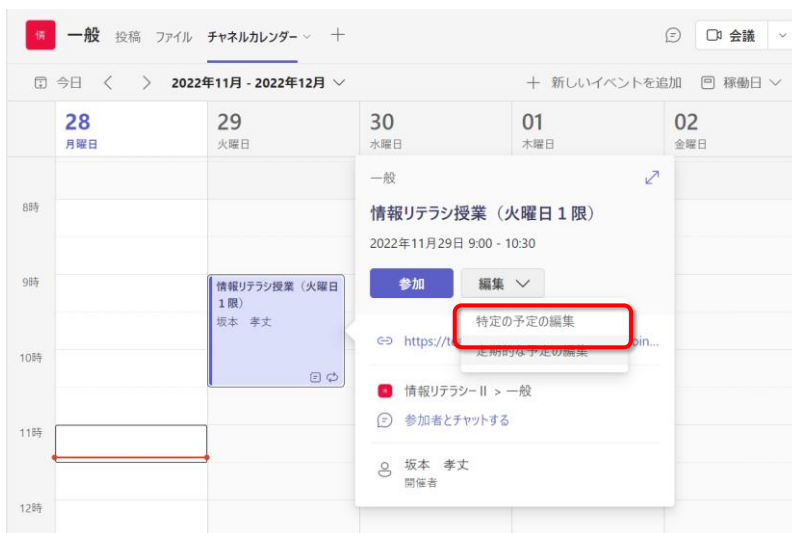 情 一般 投稿 ファイル チャネルカレンダー 会議
今日 2022年11月 - 2022年12月 新しいイベントを追加 稼働日
28 29 30 01 02
月曜日 火曜日 水曜日 木曜日 金曜日
8時
9時
10時
11時
12時
情報リテラシ授業（火曜日
１限）
坂本　孝丈
一般
情報リテラシ授業（火曜日１限）
2022年11月29日 9:00 - 10:30
参加 編集
特定の予定の編集
https://te
定期的な予定の編集
情報リテラシーⅡ > 一般
参加者とチャットする
坂本　孝丈
開催者